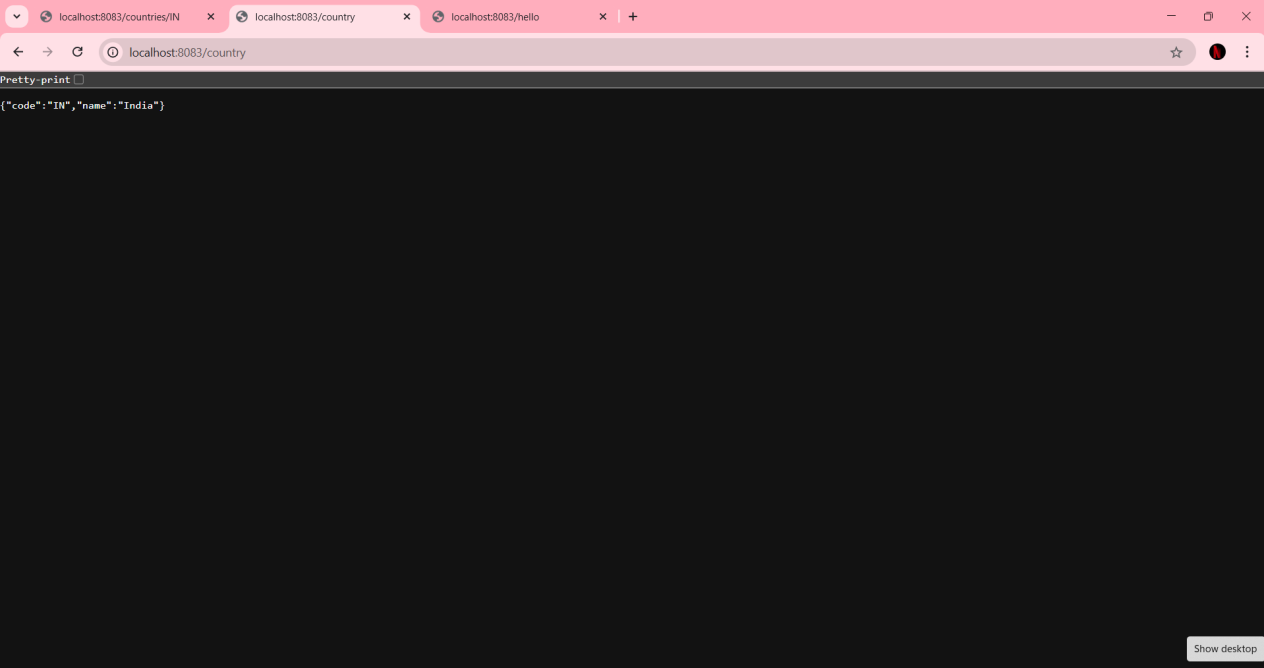 localhost:8083/countries/IN
localhost:8083/country
localhost:8083/hello
localhost:8083/country
Pretty-print
{"code":"IN","name":"India"}
Show desktop